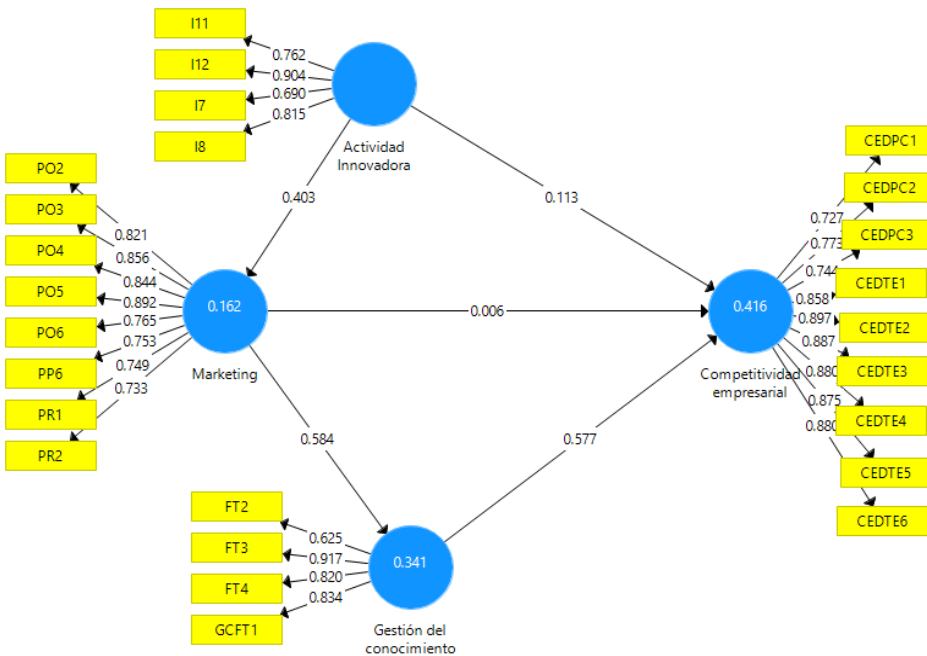 I11
I12
I7
I8
0.762
0.904
0.690
0.815
Actividad
Innovadora
0.403
0.113
PO2
PO3
PO4
PO5
PO6
PP6
PR1
PR2
0.821
0.856
0.844
0.892
0.765
0.753
0.749
0.733
0.162
Marketing
0.006
0.416
Competitividad
empresarial
0.727
0.773
0.744
0.858
0.897
0.887
0.880
0.875
0.880
CEDPC1
CEDPC2
CEDPC3
CEDTE1
CEDTE2
CEDTE3
CEDTE4
CEDTE5
CEDTE6
0.584
0.577
FT2
FT3
FT4
GCFT1
0.625
0.917
0.820
0.834
0.341
Gestión del
conocimiento